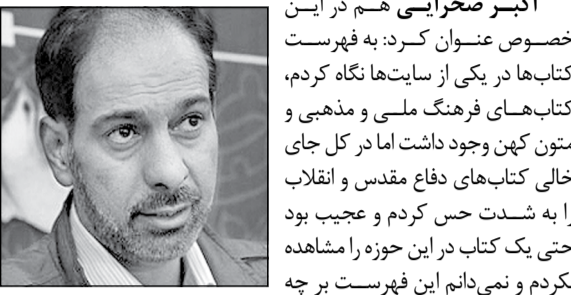 اکبر صحرایی هم در این
خصوص عنوان کرد: به فهرست
کتاب‌ها در یکی از سایت‌ها نگاه کردم،
کتاب‌های فرهنگ ملی و مذهبی و
متون کهن وجود داشت اما در کل جای
خالی کتاب‌های دفاع مقدس و انقلاب
را به شدت حس کردم و عجیب بود
حتی یک کتاب در این حوزه را مشاهده
نکردم و نمی‌دانم این فهرست بر چه